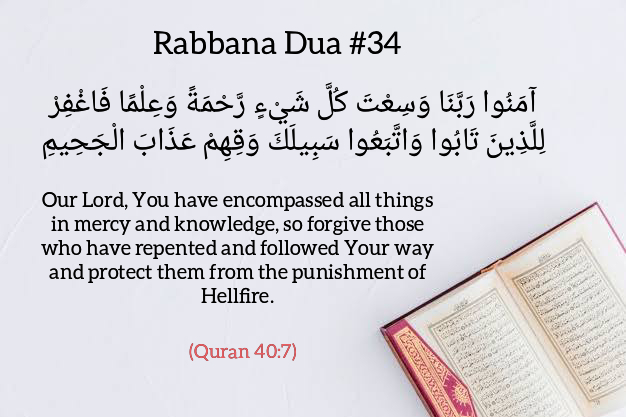 Rabbana Dua #34
آمَنُوا رَبَّنَا وَسِعْتَ كُلَّ شَيْءٍ رَّحْمَةً وَعِلْمًا فَاغْفِرْ
لِلَّذِينَ تَابُوا وَاتَّبَعُوا سَبِيلَكَ وَقِهِمْ عَذَابَ الْجَحِيمِ
Our Lord, You have encompassed all things
in mercy and knowledge, so forgive those
who have repented and followed Your way
and protect them from the punishment of
Hellfire.
(Quran 40:7)